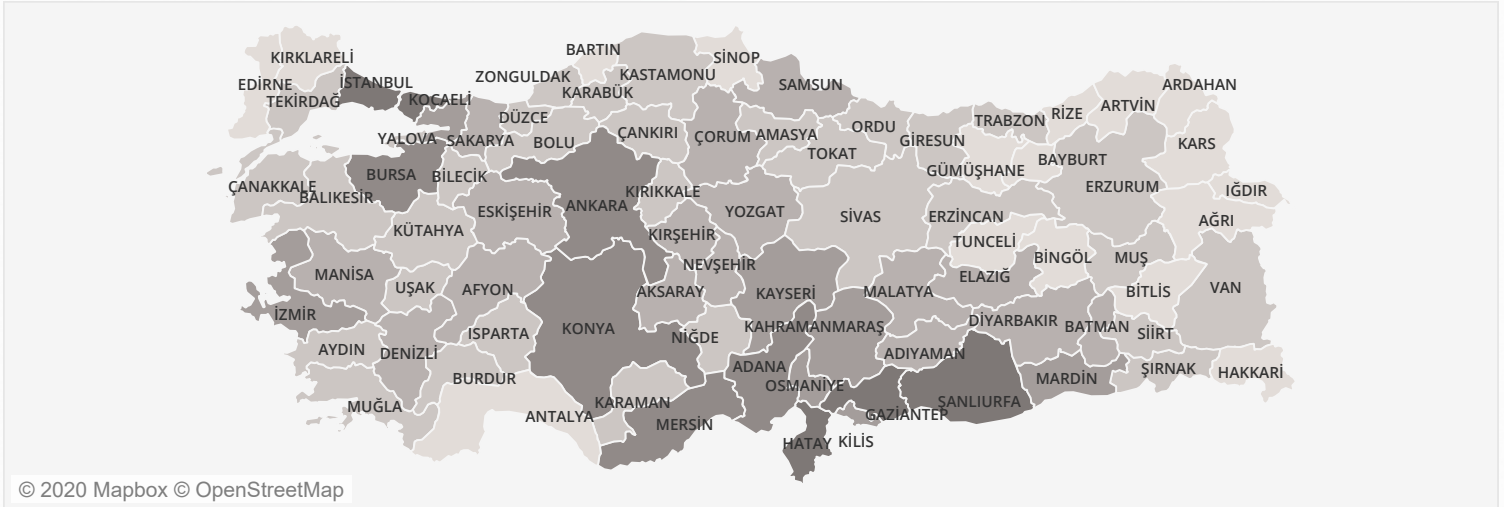 BARTIN
KIRKLARELİ
SİNOP
KASTAMONU
ZONGULDAK
İSTANBUL
EDİRNE
SAMSUN
ARDAHAN
KARABÜK
TEKİRDAĞ
KOCAELİ
ARTVİN
RİZE
DÜZCE
TRABZON
ORDU
ÇANKIRI
ÇORUM
AMASYA
YALOVA
SAKARYA
BOLU
GİRESUN
KARS
TOKAT
BAYBURT
GÜMÜŞHANE
BURSA
BİLECİK
ÇANAKKALE
ERZURUM
KIRIKKALE
IĞDIR
BALIKESİR
ANKARA
ESKİŞEHİR
YOZGAT
SİVAS
ERZİNCAN
AĞRI
KÜTAHYA
KIRŞEHİR
TUNCELİ
BİNGÖL
MUŞ
NEVŞEHİR
MANİSA
ELAZIĞ
UŞAK
AFYON
AKSARAY
KAYSERİ
MALATYA
BİTLİS
VAN
İZMİR
DİYARBAKIR
BATMAN
KONYA
KAHRAMANMARAŞ
ISPARTA
NİĞDE
SİİRT
AYDIN
DENİZLİ
ADIYAMAN
ADANA
ŞIRNAK
HAKKARİ
BURDUR
OSMANİYE
MARDİN
KARAMAN
ŞANLIURFA
MUĞLA
ANTALYA
GAZİANTEP
MERSİN
HATAY
KİLİS
© 2020 Mapbox © OpenStreetMap